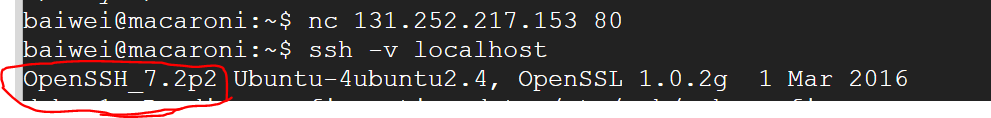 baiwei@macaroni:~$ nc 131.252.217.153 80
baiwei@macaroni:~$ ssh -v localhost
OpenSSH_7.2p2 Ubuntu-4ubuntu2.4, OpenSSL 1.0.2g  1 Mar 2016